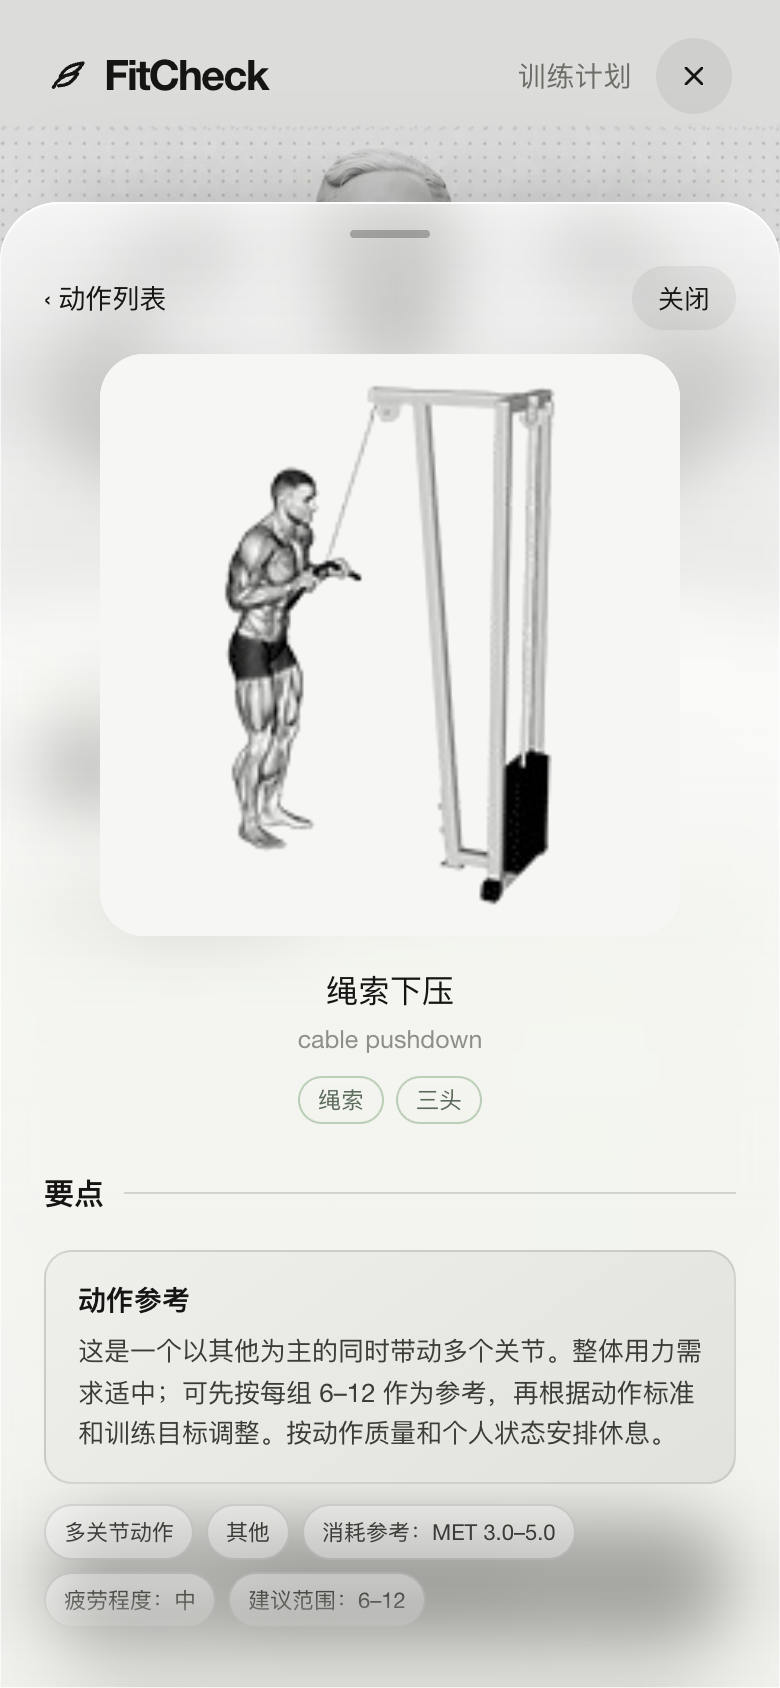 FitCheck
训练计划
‹ 动作列表
关闭
绳索下压
cable pushdown
绳索
三头
要点
动作参考
这是一个以其他为主的同时带动多个关节。整体用力需
求适中；可先按每组 6–12 作为参考，再根据动作标准
和训练目标调整。按动作质量和个人状态安排休息。
多关节动作
其他
消耗参考：MET 3.0–5.0
疲劳程度：中
建议范围：6–12